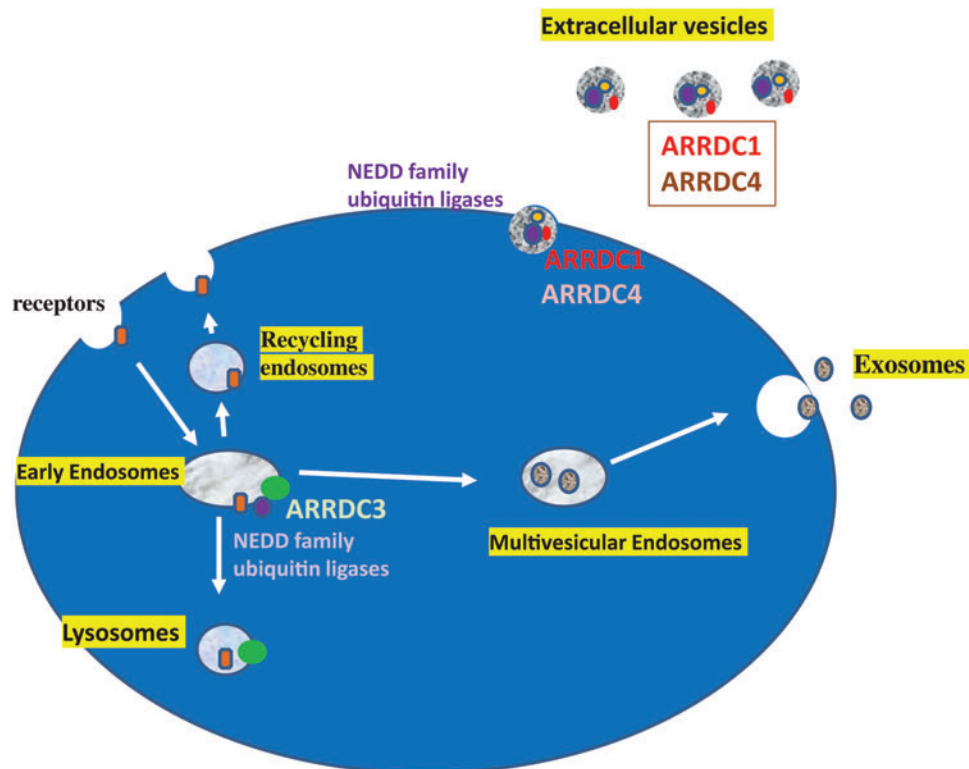 Extracellular vesicles
ARRDC1
ARRDC4
NEDD family
ubiquitin ligases
ARRDC1
ARRDC4
receptors
Recycling
endosomes
Exosomes
Early Endosomes
ARRDC3
NEDD family
ubiquitin ligases
Multivesicular Endosomes
Lysosomes